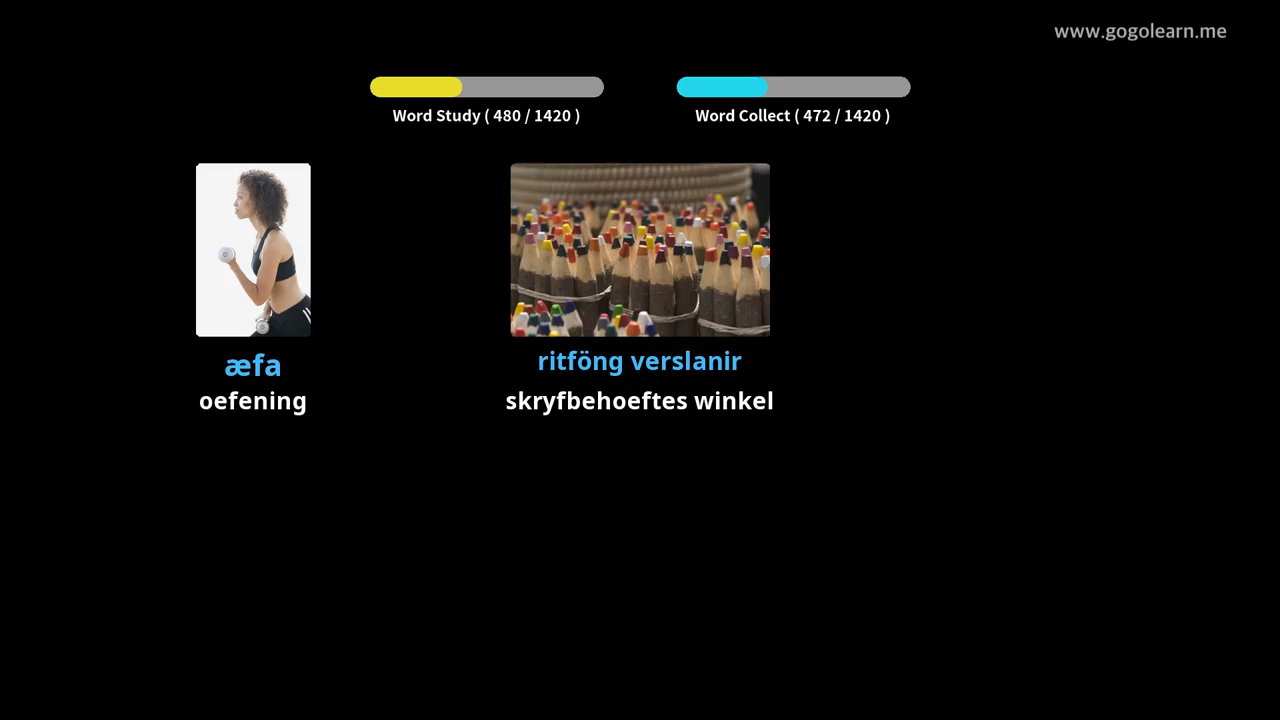 www.gogolearn.me
Word Study ( 480 / 1420 )
Word Collect ( 472 / 1420 )
æfa
oefening
ritföng verslanir
skryfbehoeftes winkel